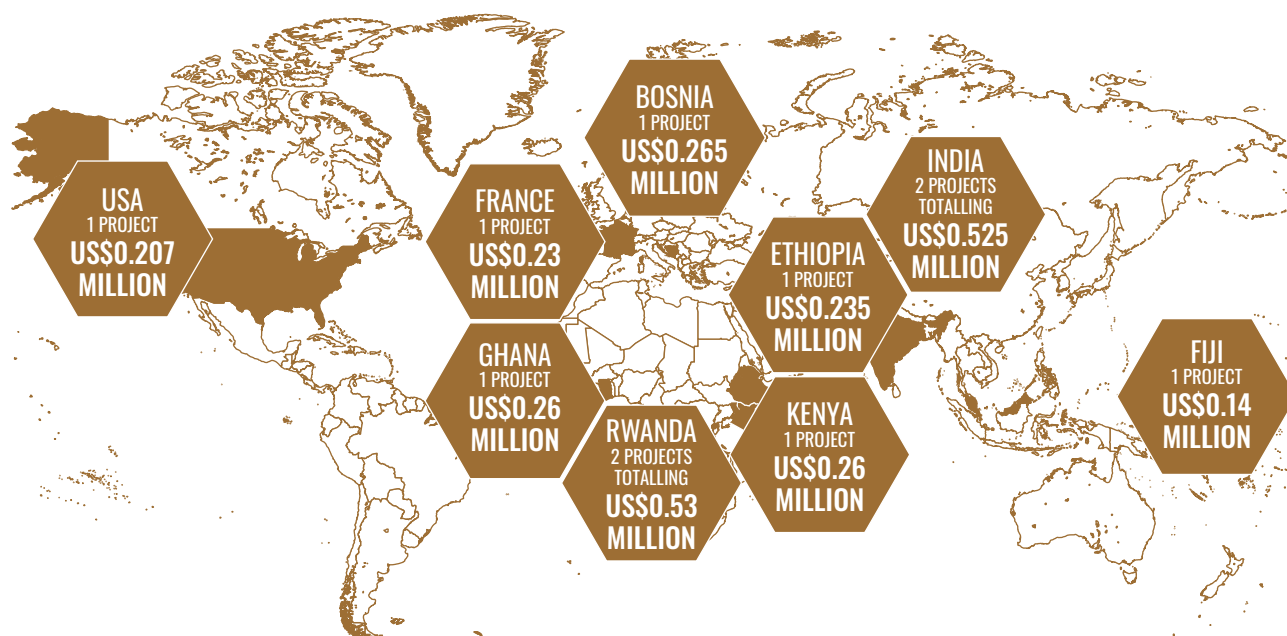 BOSNIA
1 PROJECT
US$0.265
MILLION
INDIA
2 PROJECTS
TOTALLING
US$0.525
MILLION
USA
1 PROJECT
US$0.207
MILLION
FRANCE
1 PROJECT
US$0.23
MILLION
ETHIOPIA
1 PROJECT
US$0.235
MILLION
GHANA
1 PROJECT
US$0.26
MILLION
RWANDA
2 PROJECTS
TOTALLING
US$0.53
MILLION
KENYA
1 PROJECT
US$0.26
MILLION
FIJI
1 PROJECT
US$0.14
MILLION